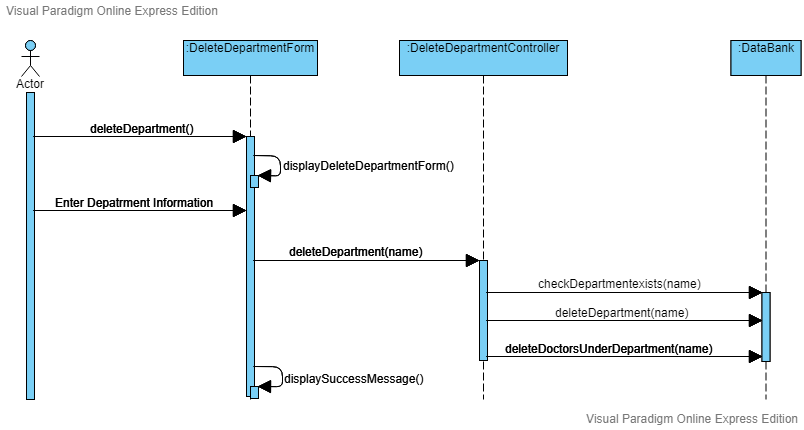 Visual Paradigm Online Express Edition
:DeleteDepartmentForm
:DeleteDepartmentController
:DataBank
Actor
deleteDepartment()
displayDeleteDepartmentForm()
Enter Depatrment Information
deleteDepartment(name)
checkDepartmentexists(name)
deleteDepartment(name)
deleteDoctorsUnderDepartment(name)
displaySuccessMessage()
Visual Paradigm Online Express Edition